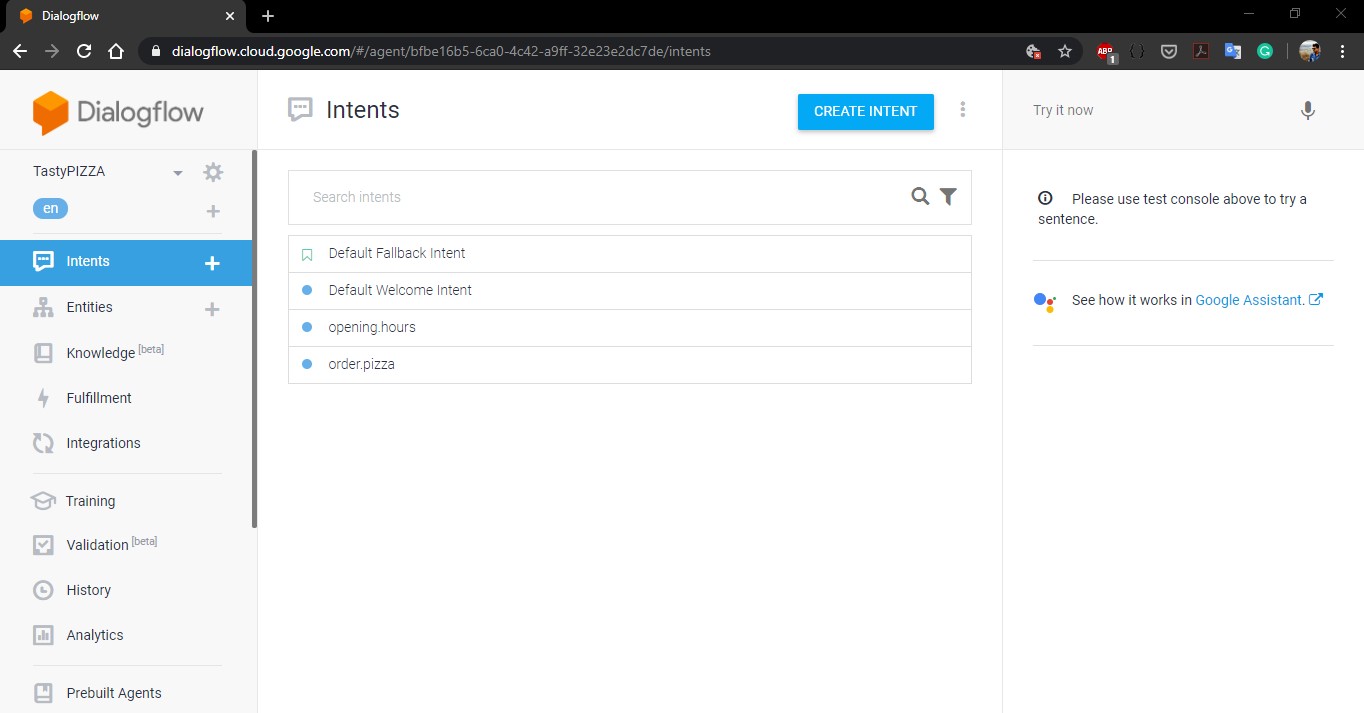 Dialogflow
dialogflow.cloud.google.com/#/agent/bfbe16b5-6ca0-4c42-a9ff-32e23e2dc7de/intents
ABP
1
Dialogflow
TastyPIZZA
en
Intents
Entities
Knowledge [beta]
Fulfillment
Integrations
Training
Validation [beta]
History
Analytics
Prebuilt Agents
Intents
CREATE INTENT
Search intents
Default Fallback Intent
Default Welcome Intent
opening.hours
order.pizza
Try it now
Please use test console above to try a
sentence.
See how it works in Google Assistant.